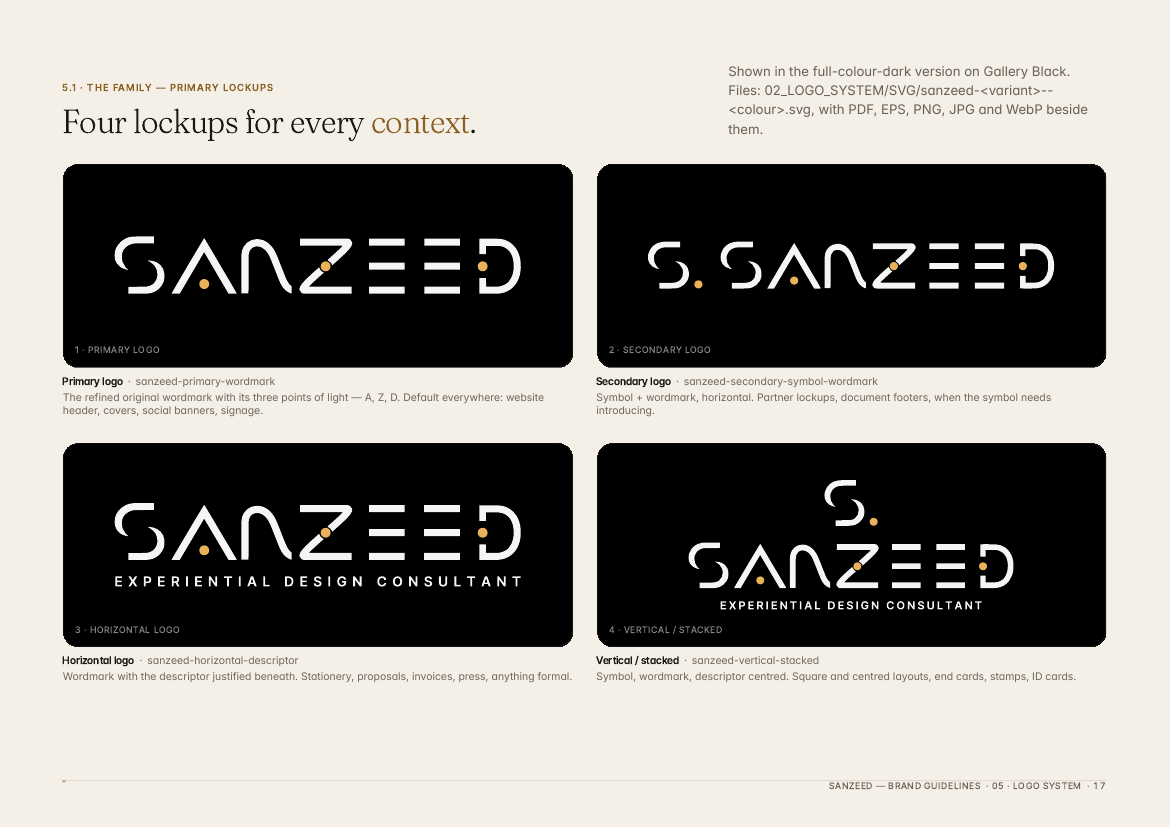 5.1 · THE FAMILY — PRIMARY LOCKUPS
Four lockups for every context.
Shown in the full-colour-dark version on Gallery Black.
Files: 02_LOGO_SYSTEM/SVG/sanzeed-<variant>--
<colour>.svg, with PDF, EPS, PNG, JPG and WebP beside
them.
SANZEED
1 · PRIMARY LOGO
Primary logo · sanzeed-primary-wordmark
The refined original wordmark with its three points of light — A, Z, D. Default everywhere: website
header, covers, social banners, signage.
S. SANZEED
2 · SECONDARY LOGO
Secondary logo · sanzeed-secondary-symbol-wordmark
Symbol + wordmark, horizontal. Partner lockups, document footers, when the symbol needs
introducing.
SANZEED
EXPERIENTIAL DESIGN CONSULTANT
3 · HORIZONTAL LOGO
Horizontal logo · sanzeed-horizontal-descriptor
Wordmark with the descriptor justified beneath. Stationery, proposals, invoices, press, anything formal.
S.
SANZEED
EXPERIENTIAL DESIGN CONSULTANT
4 · VERTICAL / STACKED
Vertical / stacked · sanzeed-vertical-stacked
Symbol, wordmark, descriptor centred. Square and centred layouts, end cards, stamps, ID cards.
SANZEED — BRAND GUIDELINES · 05 · LOGO SYSTEM · 17